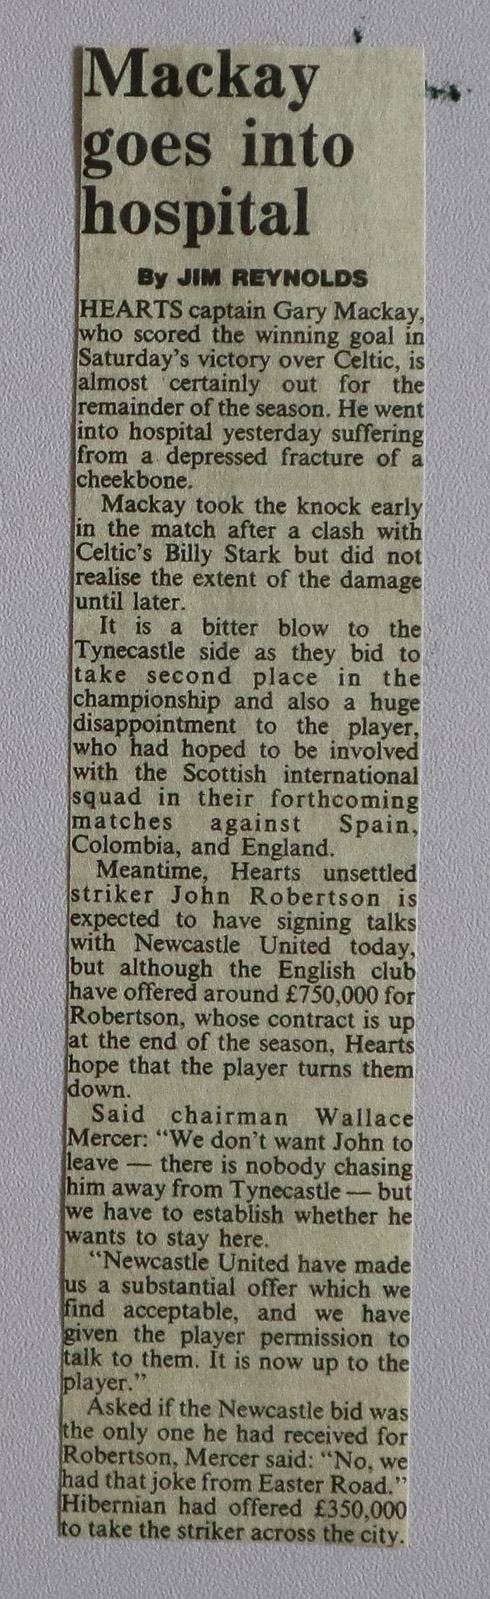 Mackay
goes into
hospital
By JIM REYNOLDS
HEARTS captain Gary Mackay,
who scored the winning goal in
Saturday's victory over Celtic, is
almost certainly out for the
remainder of the season. He went
into hospital yesterday suffering
from a depressed fracture of a
cheekbone.
Mackay took the knock early
in the match after a clash with
Celtic's Billy Stark but did not
realise the extent of the damage
until later.
It is a bitter blow to the
Tynecastle side as they bid to
take second place in the
championship and also a huge
disappointment to the player,
who had hoped to be involved
with the Scottish international
squad in their forthcoming
matches against Spain,
Colombia, and England.
Meantime, Hearts unsettled
striker John Robertson is
expected to have signing talks
with Newcastle United today,
but although the English club
have offered around £750,000 for
Robertson, whose contract is up
at the end of the season, Hearts
hope that the player turns them
down.
Said chairman Wallace
Mercer: "We don't want John to
leave — there is nobody chasing
him away from Tynecastle — but
we have to establish whether he
wants to stay here.
"Newcastle United have made
us a substantial offer which we
find acceptable, and we have
given the player permission to
talk to them. It is now up to the
player."
Asked if the Newcastle bid was
the only one he had received for
Robertson, Mercer said: "No, we
had that joke from Easter Road."
Hibernian had offered £350,000
to take the striker across the city.